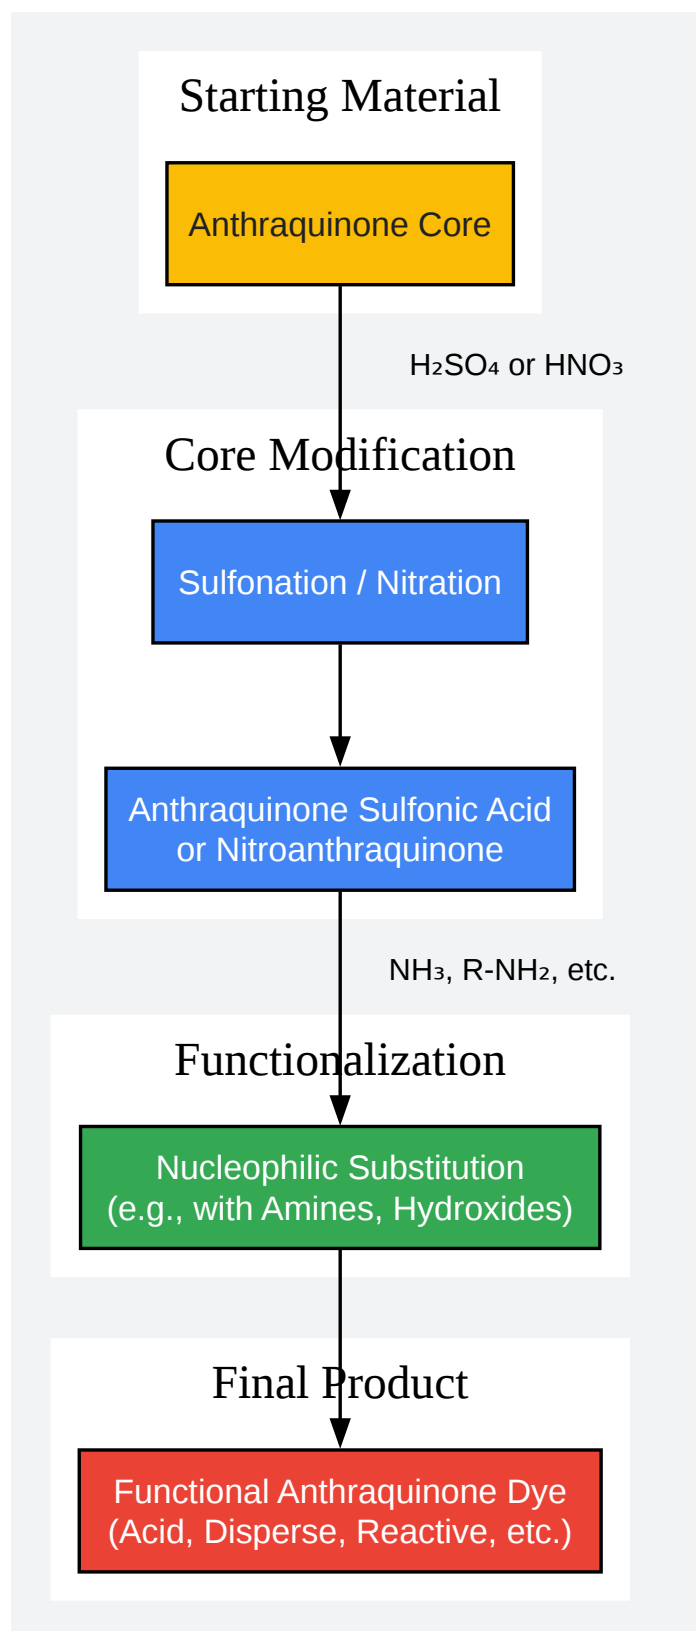 Starting Material
Anthraquinone Core
H₂SO₄ or HNO₃
Core Modification
Sulfonation / Nitration
Anthraquinone Sulfonic Acid
or Nitroanthraquinone
NH₃, R-NH₂, etc.
Functionalization
Nucleophilic Substitution
(e.g., with Amines, Hydroxides)
Final Product
Functional Anthraquinone Dye
(Acid, Disperse, Reactive, etc.)